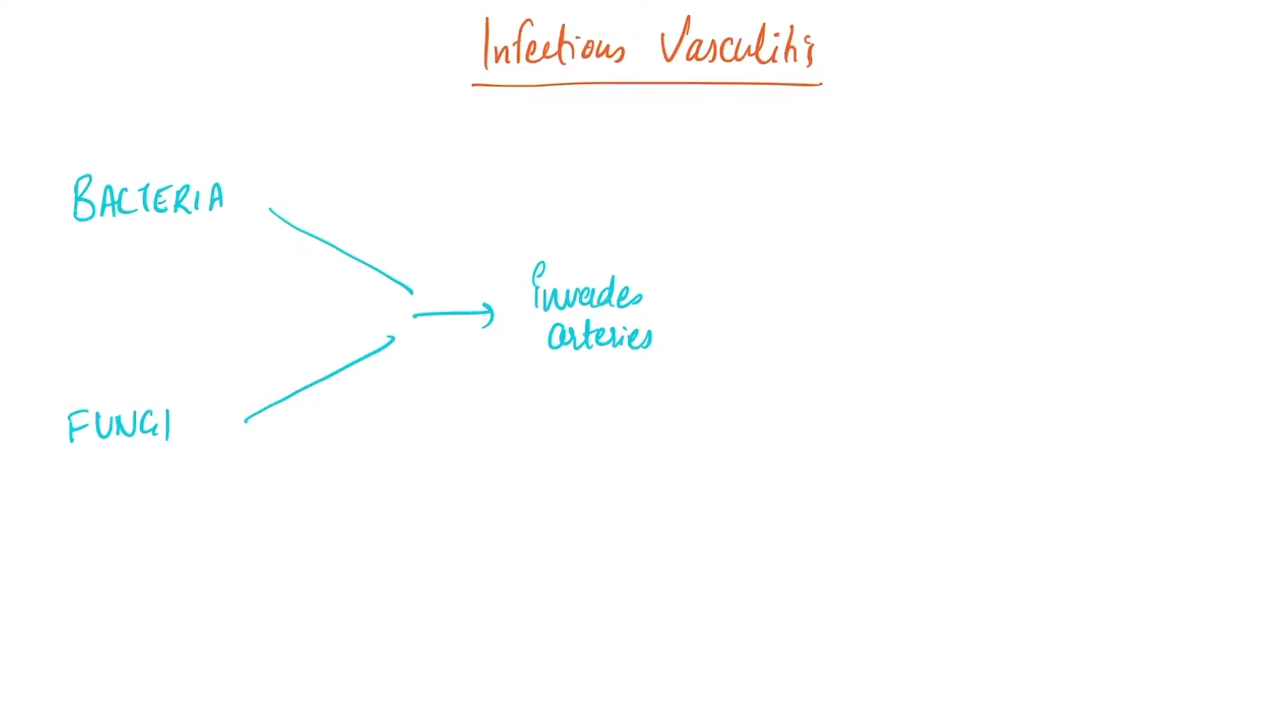 Infectious Vasculitis
BACTERIA
Invades
arteries
FUNGI